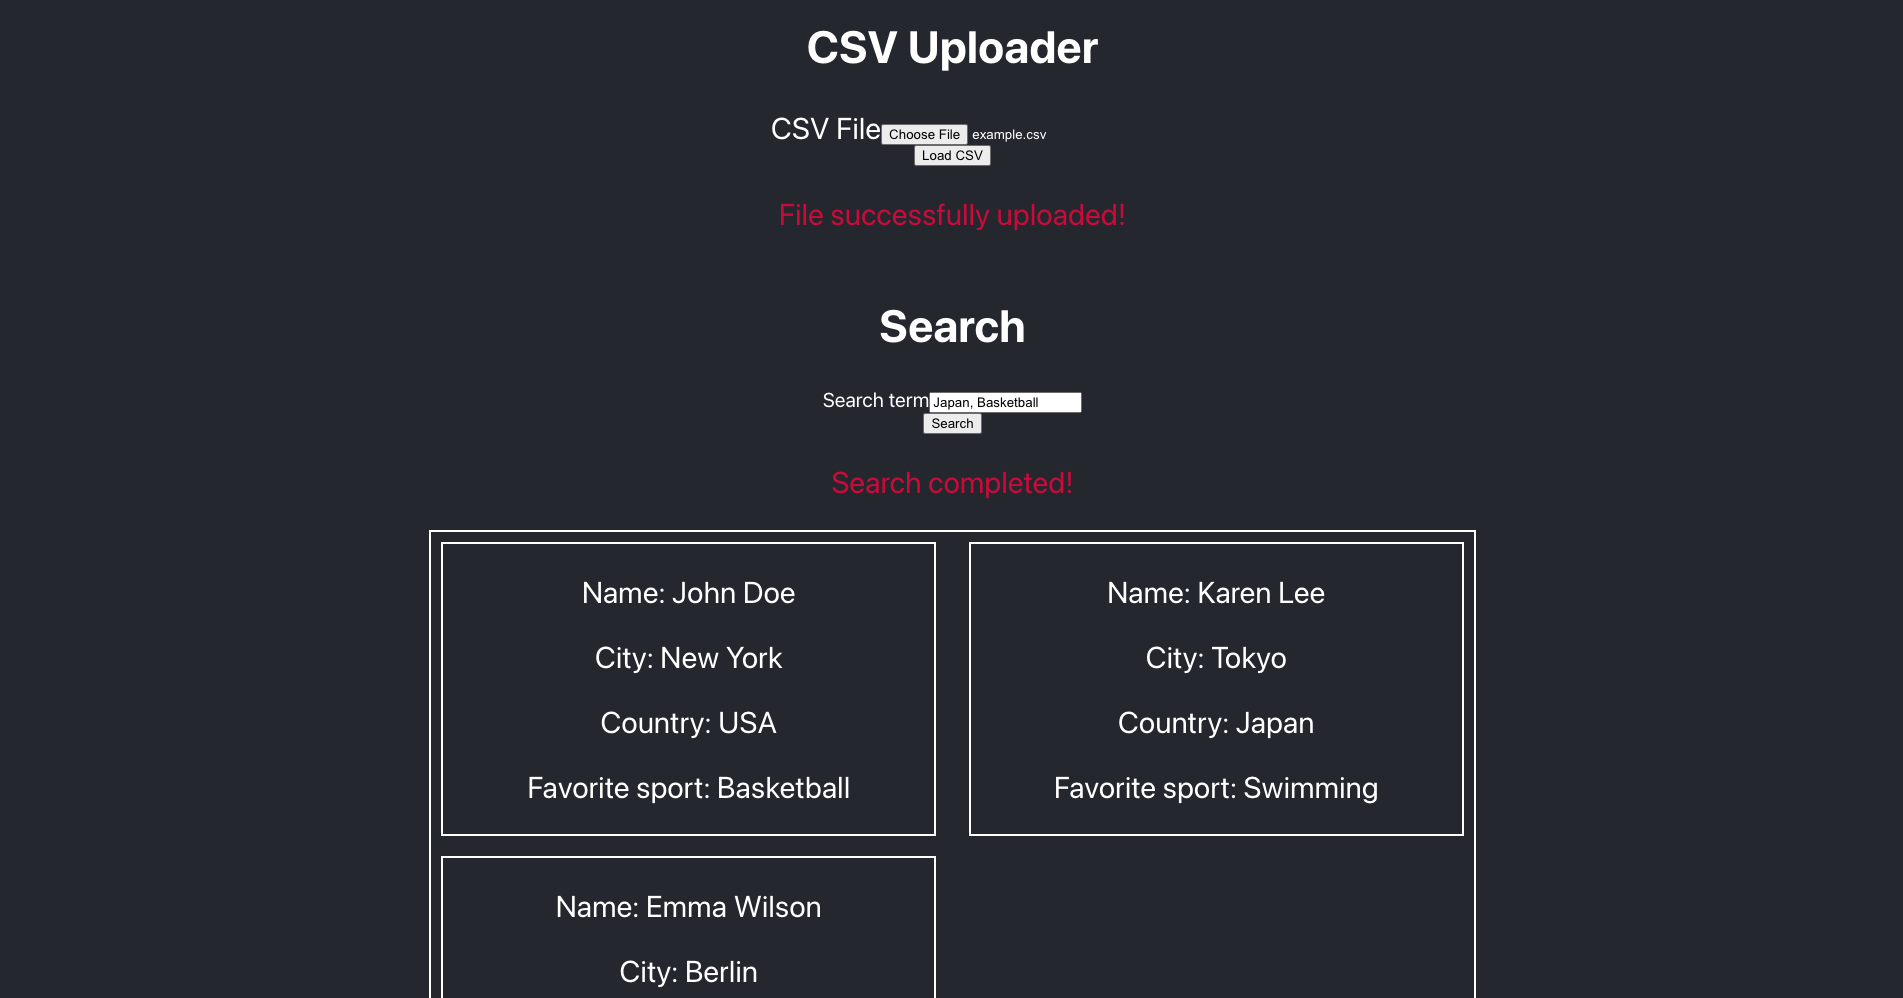 CSV Uploader
CSV File Choose File example.csv
Load CSV
File successfully uploaded!
Search
Search term Japan, Basketball
Search
Search completed!
Name: John Doe
City: New York
Country: USA
Favorite sport: Basketball
Name: Karen Lee
City: Tokyo
Country: Japan
Favorite sport: Swimming
Name: Emma Wilson
City: Berlin